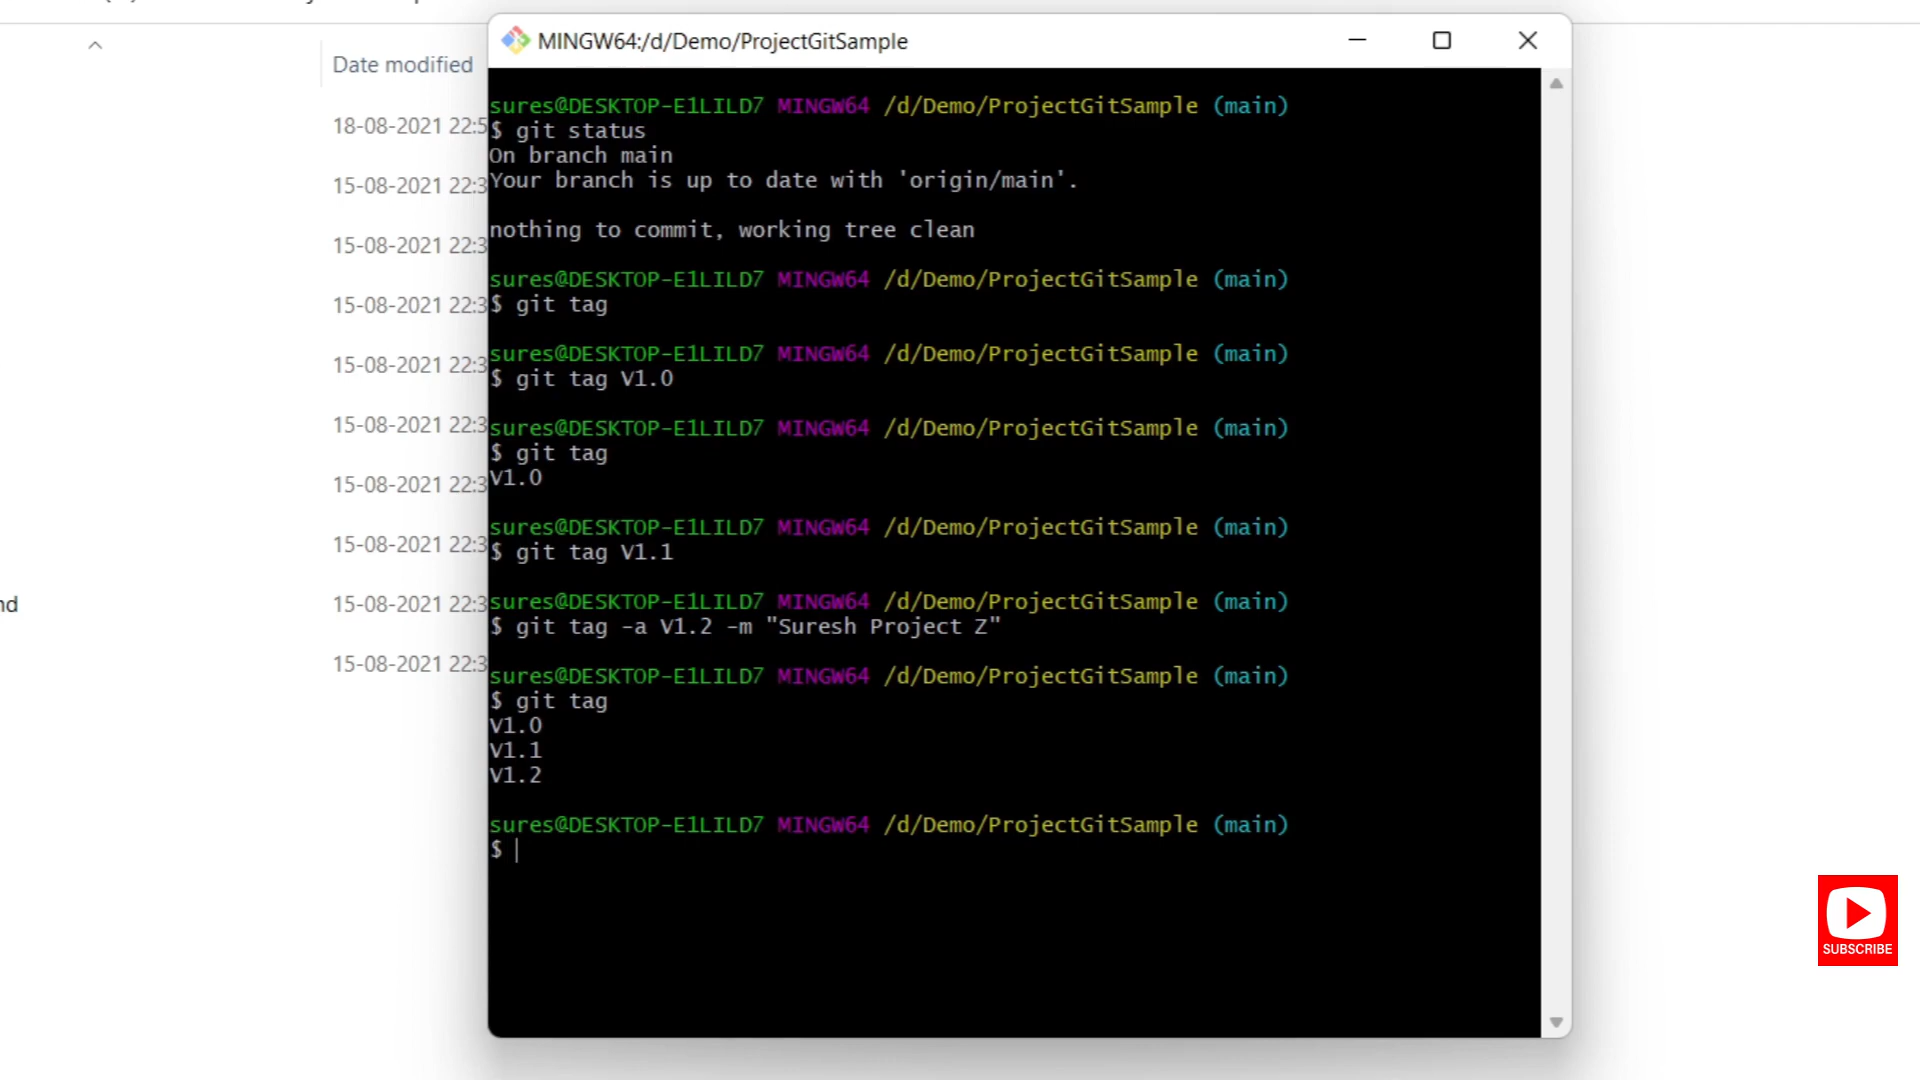 MINGW64:/d/Demo/ProjectGitSample
Date modified
18-08-2021 22:5
15-08-2021 22:3
15-08-2021 22:3
15-08-2021 22:3
15-08-2021 22:3
15-08-2021 22:3
15-08-2021 22:3
15-08-2021 22:3
nd
15-08-2021 22:3
15-08-2021 22:3
sures@DESKTOP-E1LILD7 MINGW64 /d/Demo/ProjectGitSample (main)
$ git status
On branch main
Your branch is up to date with 'origin/main'.
nothing to commit, working tree clean
sures@DESKTOP-E1LILD7 MINGW64 /d/Demo/ProjectGitSample (main)
$ git tag
sures@DESKTOP-E1LILD7 MINGW64 /d/Demo/ProjectGitSample (main)
$ git tag V1.0
sures@DESKTOP-E1LILD7 MINGW64 /d/Demo/ProjectGitSample (main)
$ git tag
V1.0
sures@DESKTOP-E1LILD7 MINGW64 /d/Demo/ProjectGitSample (main)
$ git tag V1.1
sures@DESKTOP-E1LILD7 MINGW64 /d/Demo/ProjectGitSample (main)
$ git tag -a V1.2 -m "Suresh Project Z"
sures@DESKTOP-E1LILD7 MINGW64 /d/Demo/ProjectGitSample (main)
$ git tag
V1.0
V1.1
V1.2
sures@DESKTOP-E1LILD7 MINGW64 /d/Demo/ProjectGitSample (main)
$
SUBSCRIBE